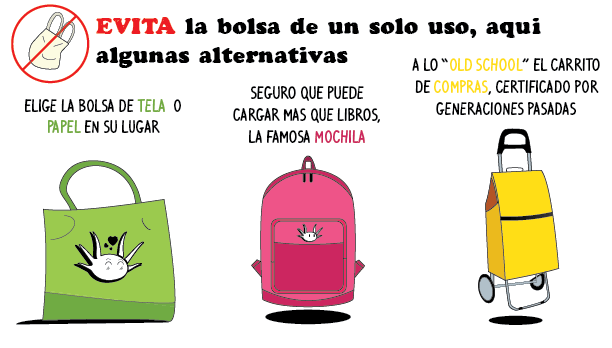 EVITA la bolsa de un solo uso, aqui
algunas alternativas
ELIGE LA BOLSA DE TELA O
PAPEL EN SU LUGAR
SEGURO QUE PUEDE
CARGAR MAS QUE LIBROS,
LA FAMOSA MOCHILA
A LO “OLD SCHOOL” EL CARRITO
DE COMPRAS, CERTIFICADO POR
GENERACIONES PASADAS